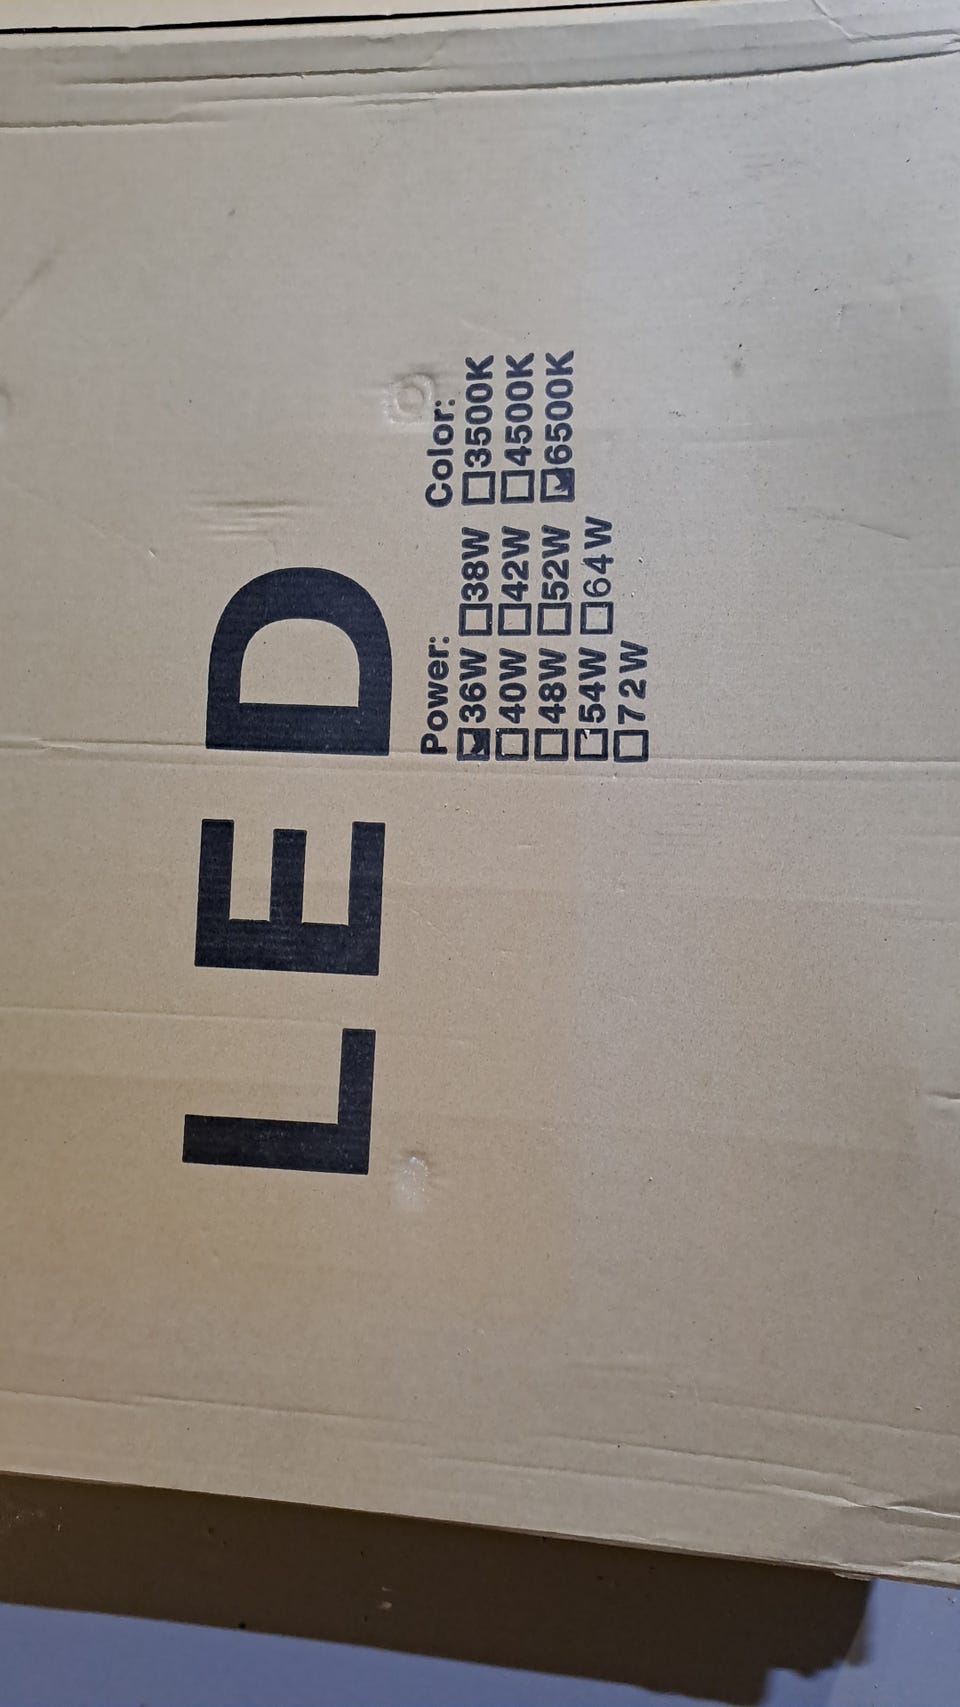 LED
Power: Color:
☑36W ☐38W ☐3500K
☐40W ☐42W ☐4500K
☐48W ☐52W ☑6500K
☐54W ☐64W
☐72W